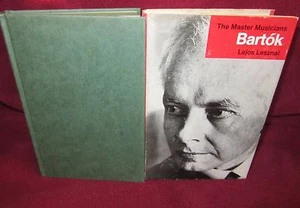 The Master Musicians
Bartók
Lajos Lesznai